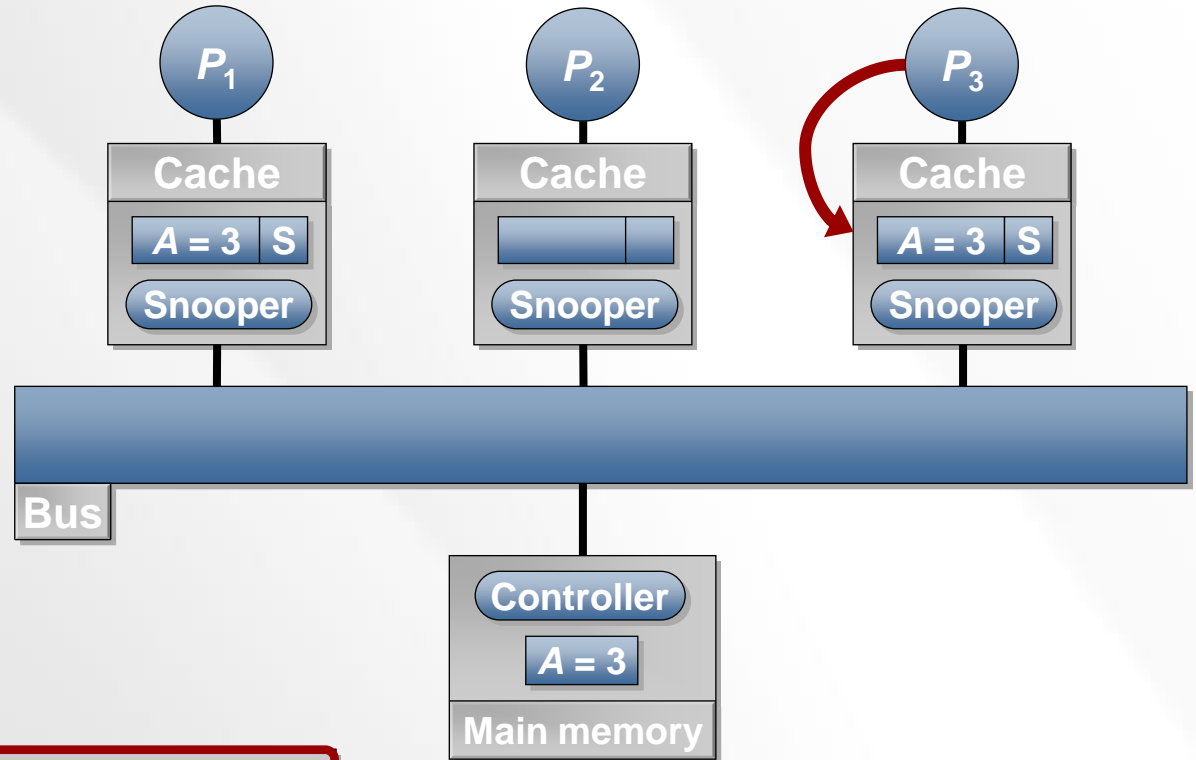 P1
P2
P3
Cache
Cache
Cache
A = 3 S
A = 3 S
Snooper
Snooper
Snooper
Bus
Controller
A = 3
Main memory